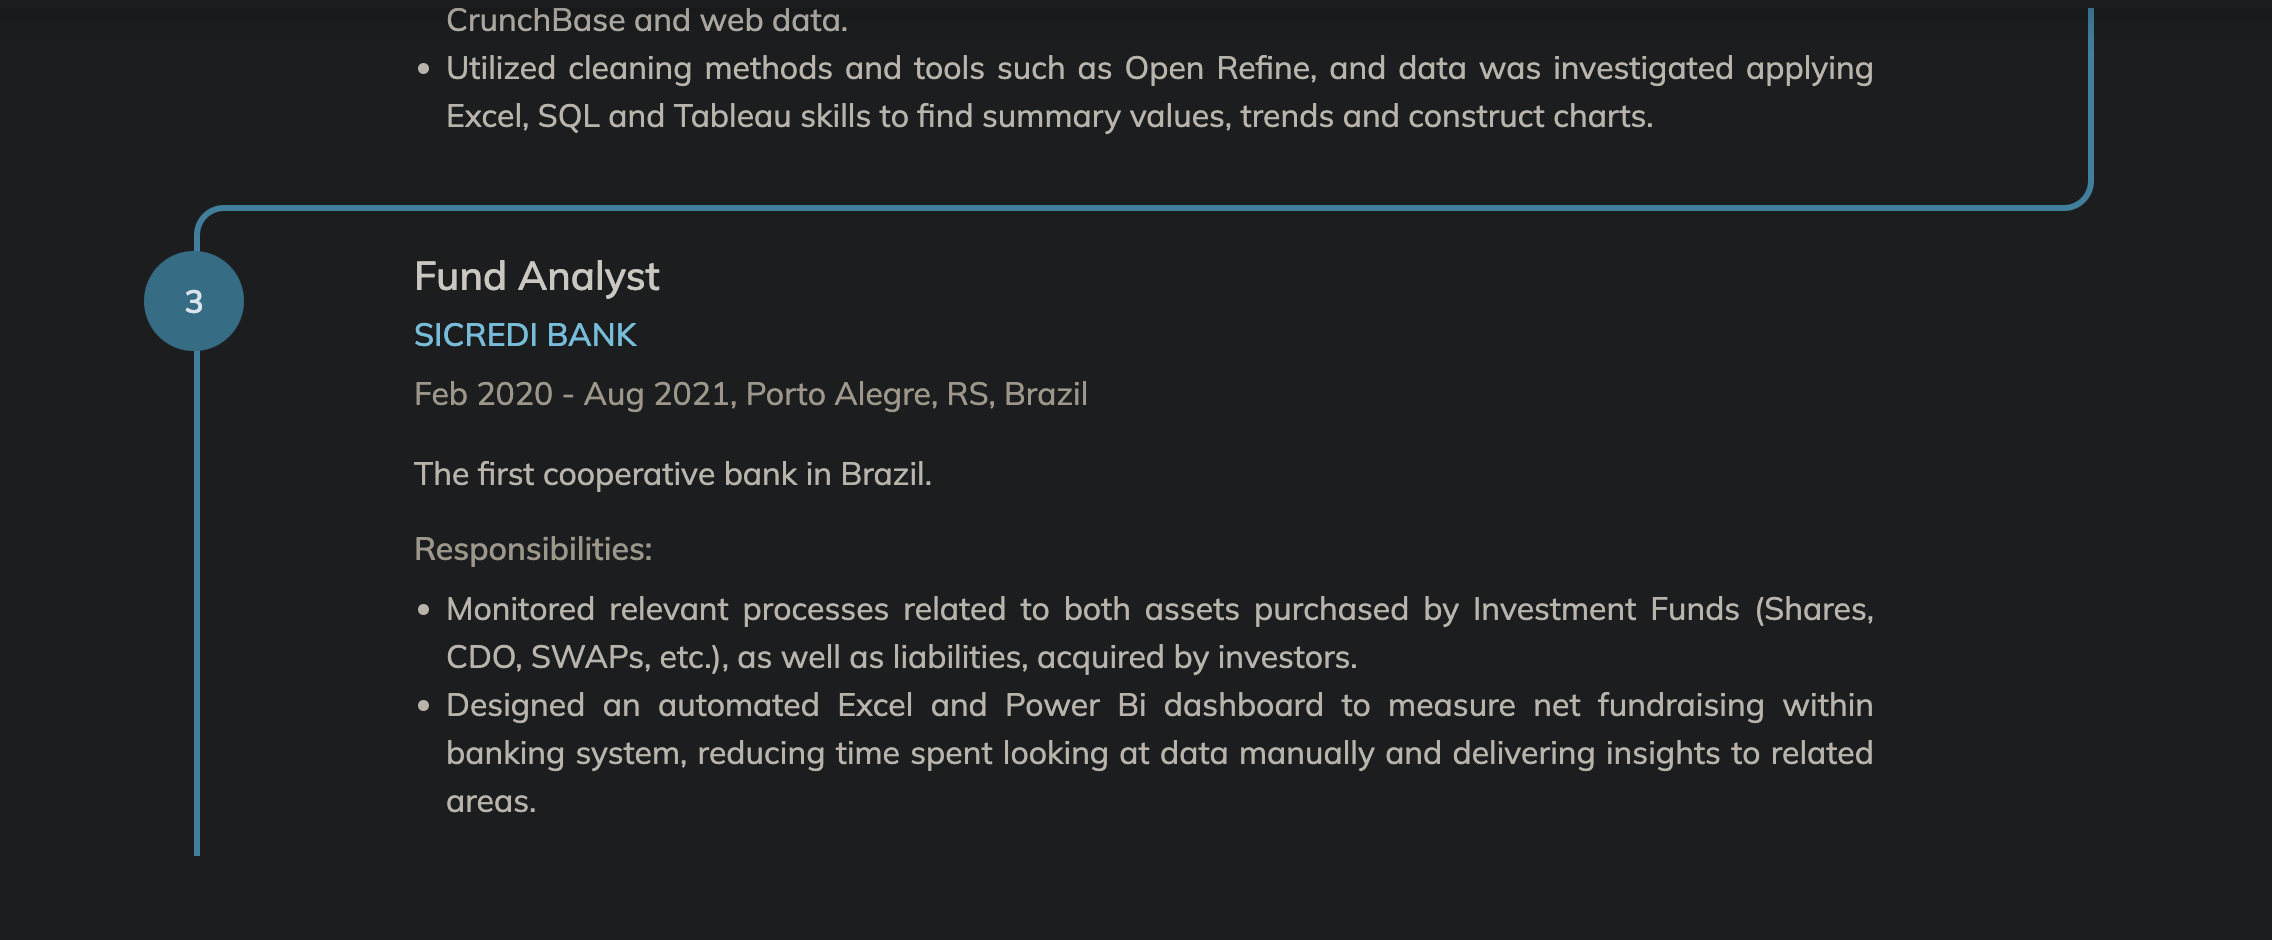 CrunchBase and web data.
• Utilized cleaning methods and tools such as Open Refine, and data was investigated applying
Excel, SQL and Tableau skills to find summary values, trends and construct charts.
3
Fund Analyst
SICREDI BANK
Feb 2020 - Aug 2021, Porto Alegre, RS, Brazil
The first cooperative bank in Brazil.
Responsibilities:
• Monitored relevant processes related to both assets purchased by Investment Funds (Shares,
CDO, SWAPs, etc.), as well as liabilities, acquired by investors.
• Designed an automated Excel and Power Bi dashboard to measure net fundraising within
banking system, reducing time spent looking at data manually and delivering insights to related
areas.